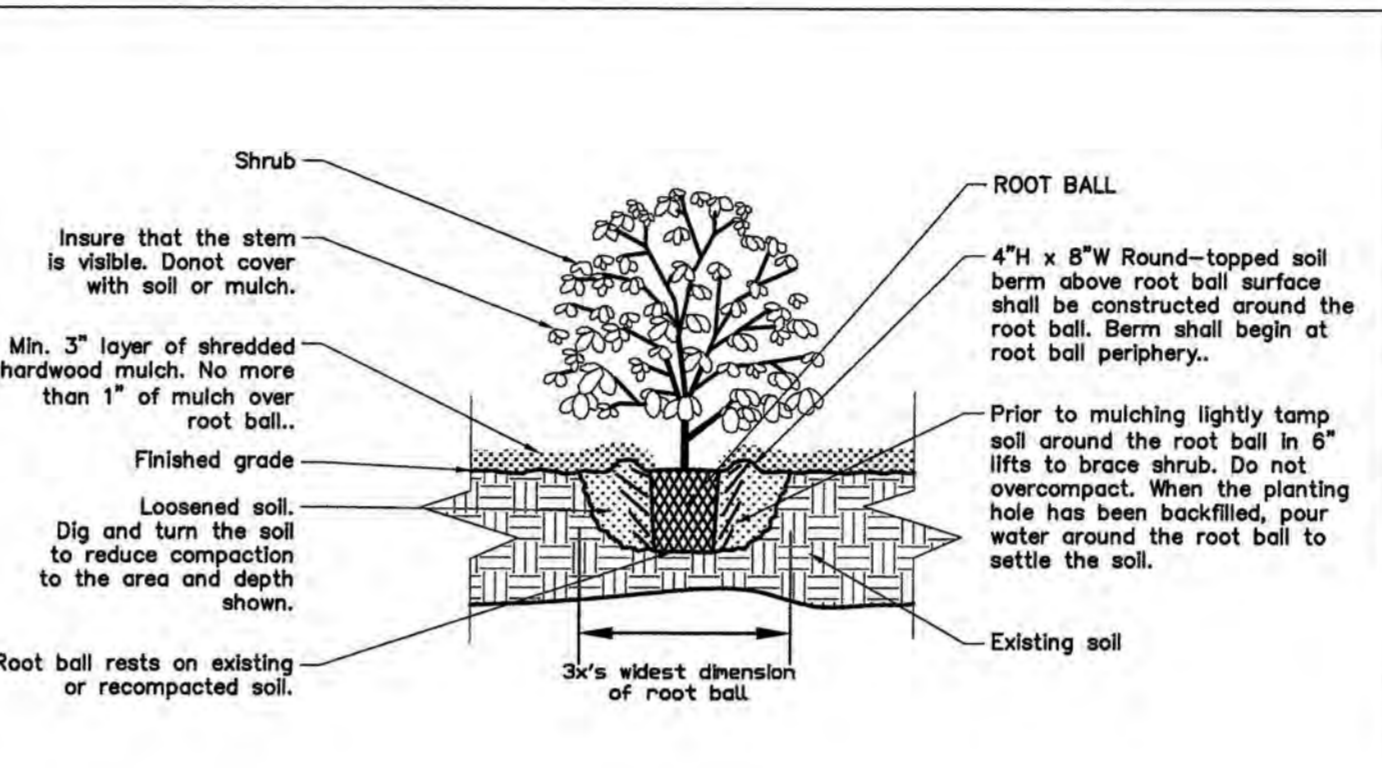 Shrub
Insure that the stem
is visible. Donot cover
with soil or mulch.
Min. 3" layer of shredded
hardwood mulch. No more
than 1" of mulch over
root ball..
Finished grade
Loosened soil.
Dig and turn the soil
to reduce compaction
to the area and depth
shown.
Root ball rests on existing
or recompacted soil.
3x's widest dimension
of root ball
ROOT BALL
4"H x 8"W Round-topped soil
berm above root ball surface
shall be constructed around the
root ball. Berm shall begin at
root ball periphery..
Prior to mulching lightly tamp
soil around the root ball in 6"
lifts to brace shrub. Do not
overcompact. When the planting
hole has been backfilled, pour
water around the root ball to
settle the soil.
Existing soil